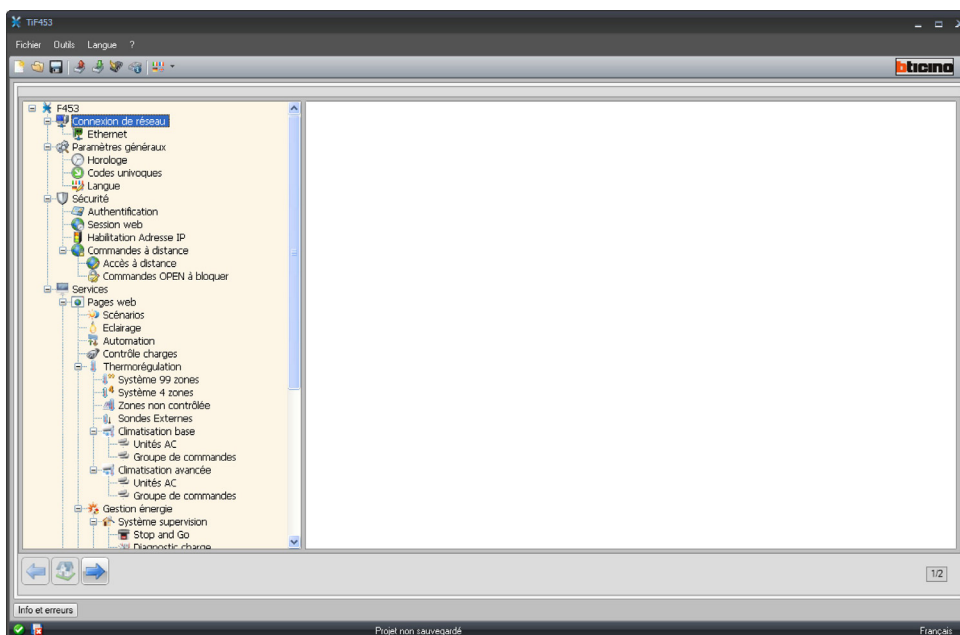 TiF453
Fichier Outils Langue ?
bticino
F453
Connexion de réseau
Ethernet
Paramètres généraux
Horologe
Codes univoques
Langue
Sécurité
Authentification
Session web
Habilitation Adresse IP
Commandes à distance
Accès à distance
Commandes OPEN à bloquer
Services
Pages web
Scénarios
Eclairage
Automation
Contrôle charges
Thermorégulation
Système 99 zones
Système 4 zones
Zones non contrôlée
Sondes Externes
Climatisation base
Unités AC
Groupe de commandes
Climatisation avancée
Unités AC
Groupe de commandes
Gestion énergie
Système supervision
Stop and Go
Diagnostic charge
1/2
Info et erreurs
Projet non sauvegardé
Français